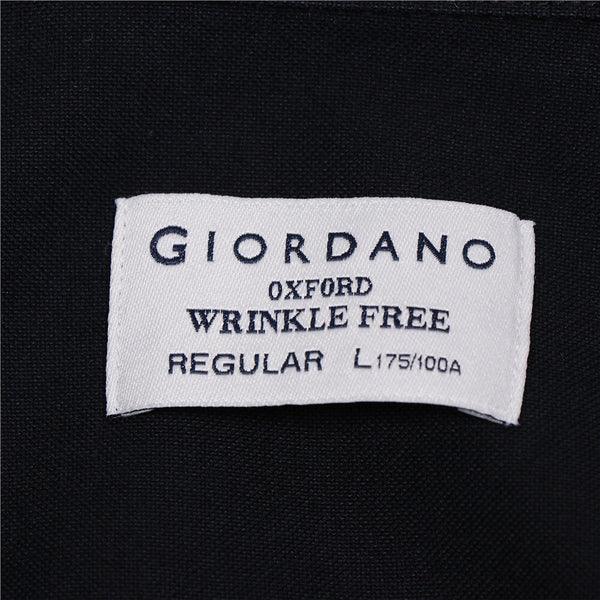 GIORDANO
OXFORD
WRINKLE FREE
REGULAR L175/100A